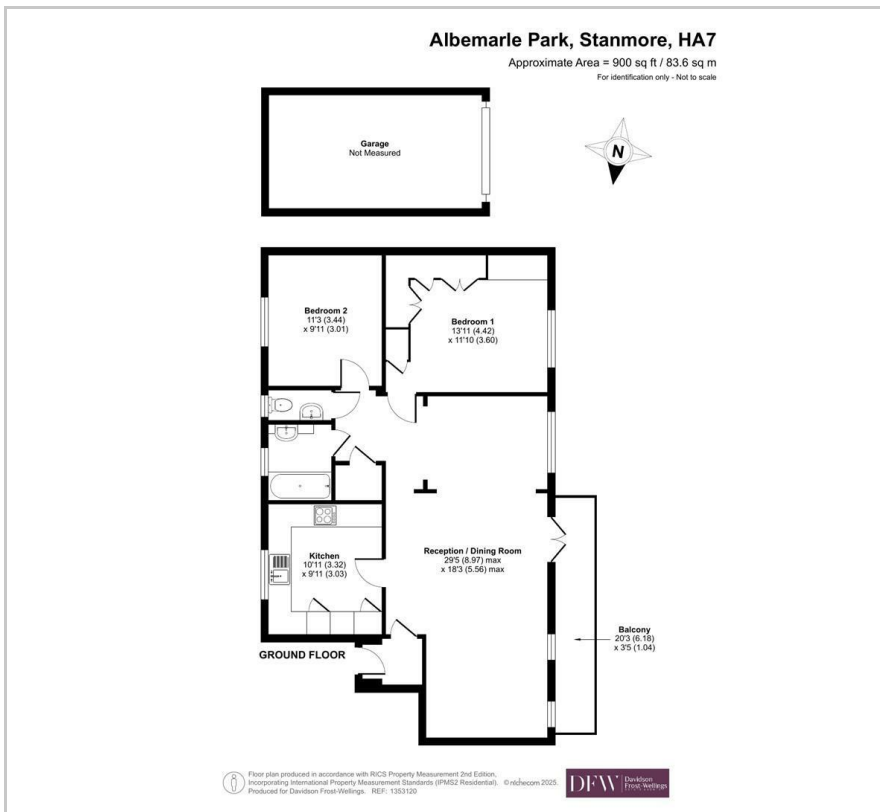 Albemarle Park, Stanmore, HA7
Approximate Area = 900 sq ft / 83.6 sq m
For identification only - Not to scale
Garage
Not Measured
N
Bedroom 2
11'3 (3.44)
x 9'11 (3.01)
Bedroom 1
13'11 (4.42)
x 11'10 (3.60)
Kitchen
10'11 (3.32)
x 9'11 (3.03)
Reception / Dining Room
29'5 (8.97) max
x 18'3 (5.56) max
Balcony
20'3 (6.18)
x 3'5 (1.04)
GROUND FLOOR
Floor plan produced in accordance with RICS Property Measurement 2nd Edition,
Incorporating International Property Measurement Standards (IPMS2 Residential). © nichecom 2025.
Produced for Davidson Frost-Wellings. REF: 1353120
DFW Davidson
Frost-Wellings